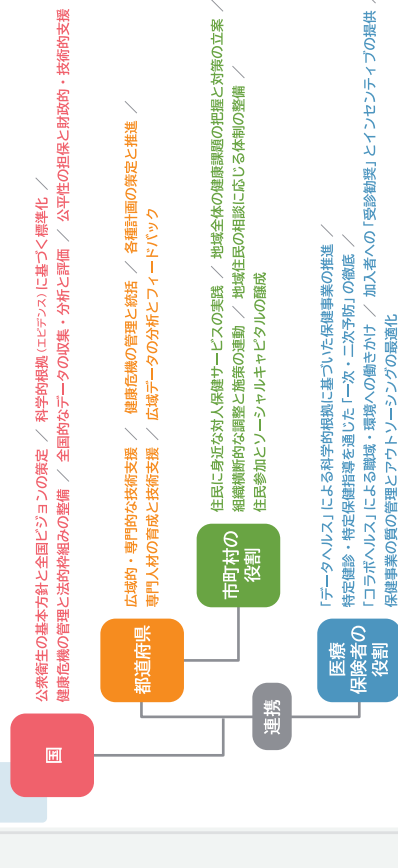 国
公衆衛生の基本方針と全国ビジョンの策定 ／ 科学的根拠（エビデンス）に基づく標準化 ／
健康危機の管理と法的枠組みの整備 ／ 全国的なデータの収集・分析と評価 ／ 公平性の担保と財政的・技術的支援
都道府県
広域的・専門的な技術支援 ／ 健康危機の管理と統括 ／ 各種計画の策定と推進 ／
専門人材の育成と技術支援 ／ 広域データの分析とフィードバック
市町村の
役割
住民に身近な対人保健サービスの実践 ／ 地域全体の健康課題の把握と対策の立案 ／
組織横断的な調整と施策の連動 ／ 地域住民の相談に応じる体制の整備 ／
住民参加とソーシャルキャピタルの醸成
連携
医療
保険者の
役割
「データヘルス」による科学的根拠に基づいた保健事業の推進 ／
特定健診・特定保健指導を通じた「一次・二次予防」の徹底 ／
「コラボヘルス」による職域・環境への働きかけ ／ 加入者への「受診勧奨」とインセンティブの提供 ／
保健事業の質の管理とアウトソーシングの最適化